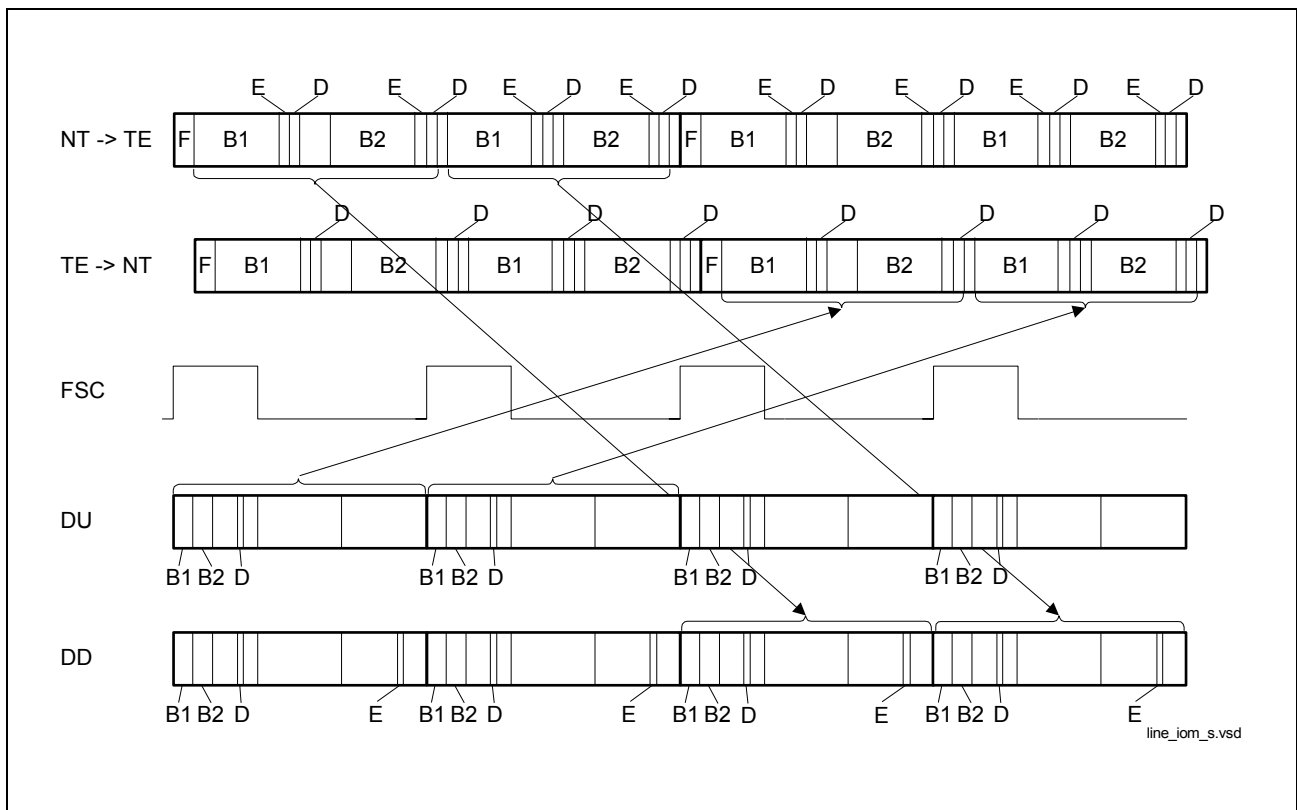 E D E D E D E D E D E D E D E D
NT -> TE F B1 B2 B1 B2 F B1 B2 B1 B2
D D D D D D D D
TE -> NT F B1 B2 B1 B2 F B1 B2 B1 B2
FSC
DU
B1 B2 D B1 B2 D B1 B2 D B1 B2 D
DD
B1 B2 D E B1 B2 D E B1 B2 D E B1 B2 D E
line_iom_s.vsd